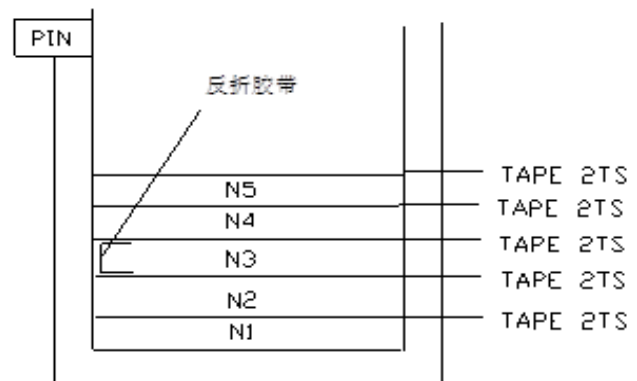 PIN
反折胶带
TAPE 2TS
N5
TAPE 2TS
N4
TAPE 2TS
N3
TAPE 2TS
N2
TAPE 2TS
N1